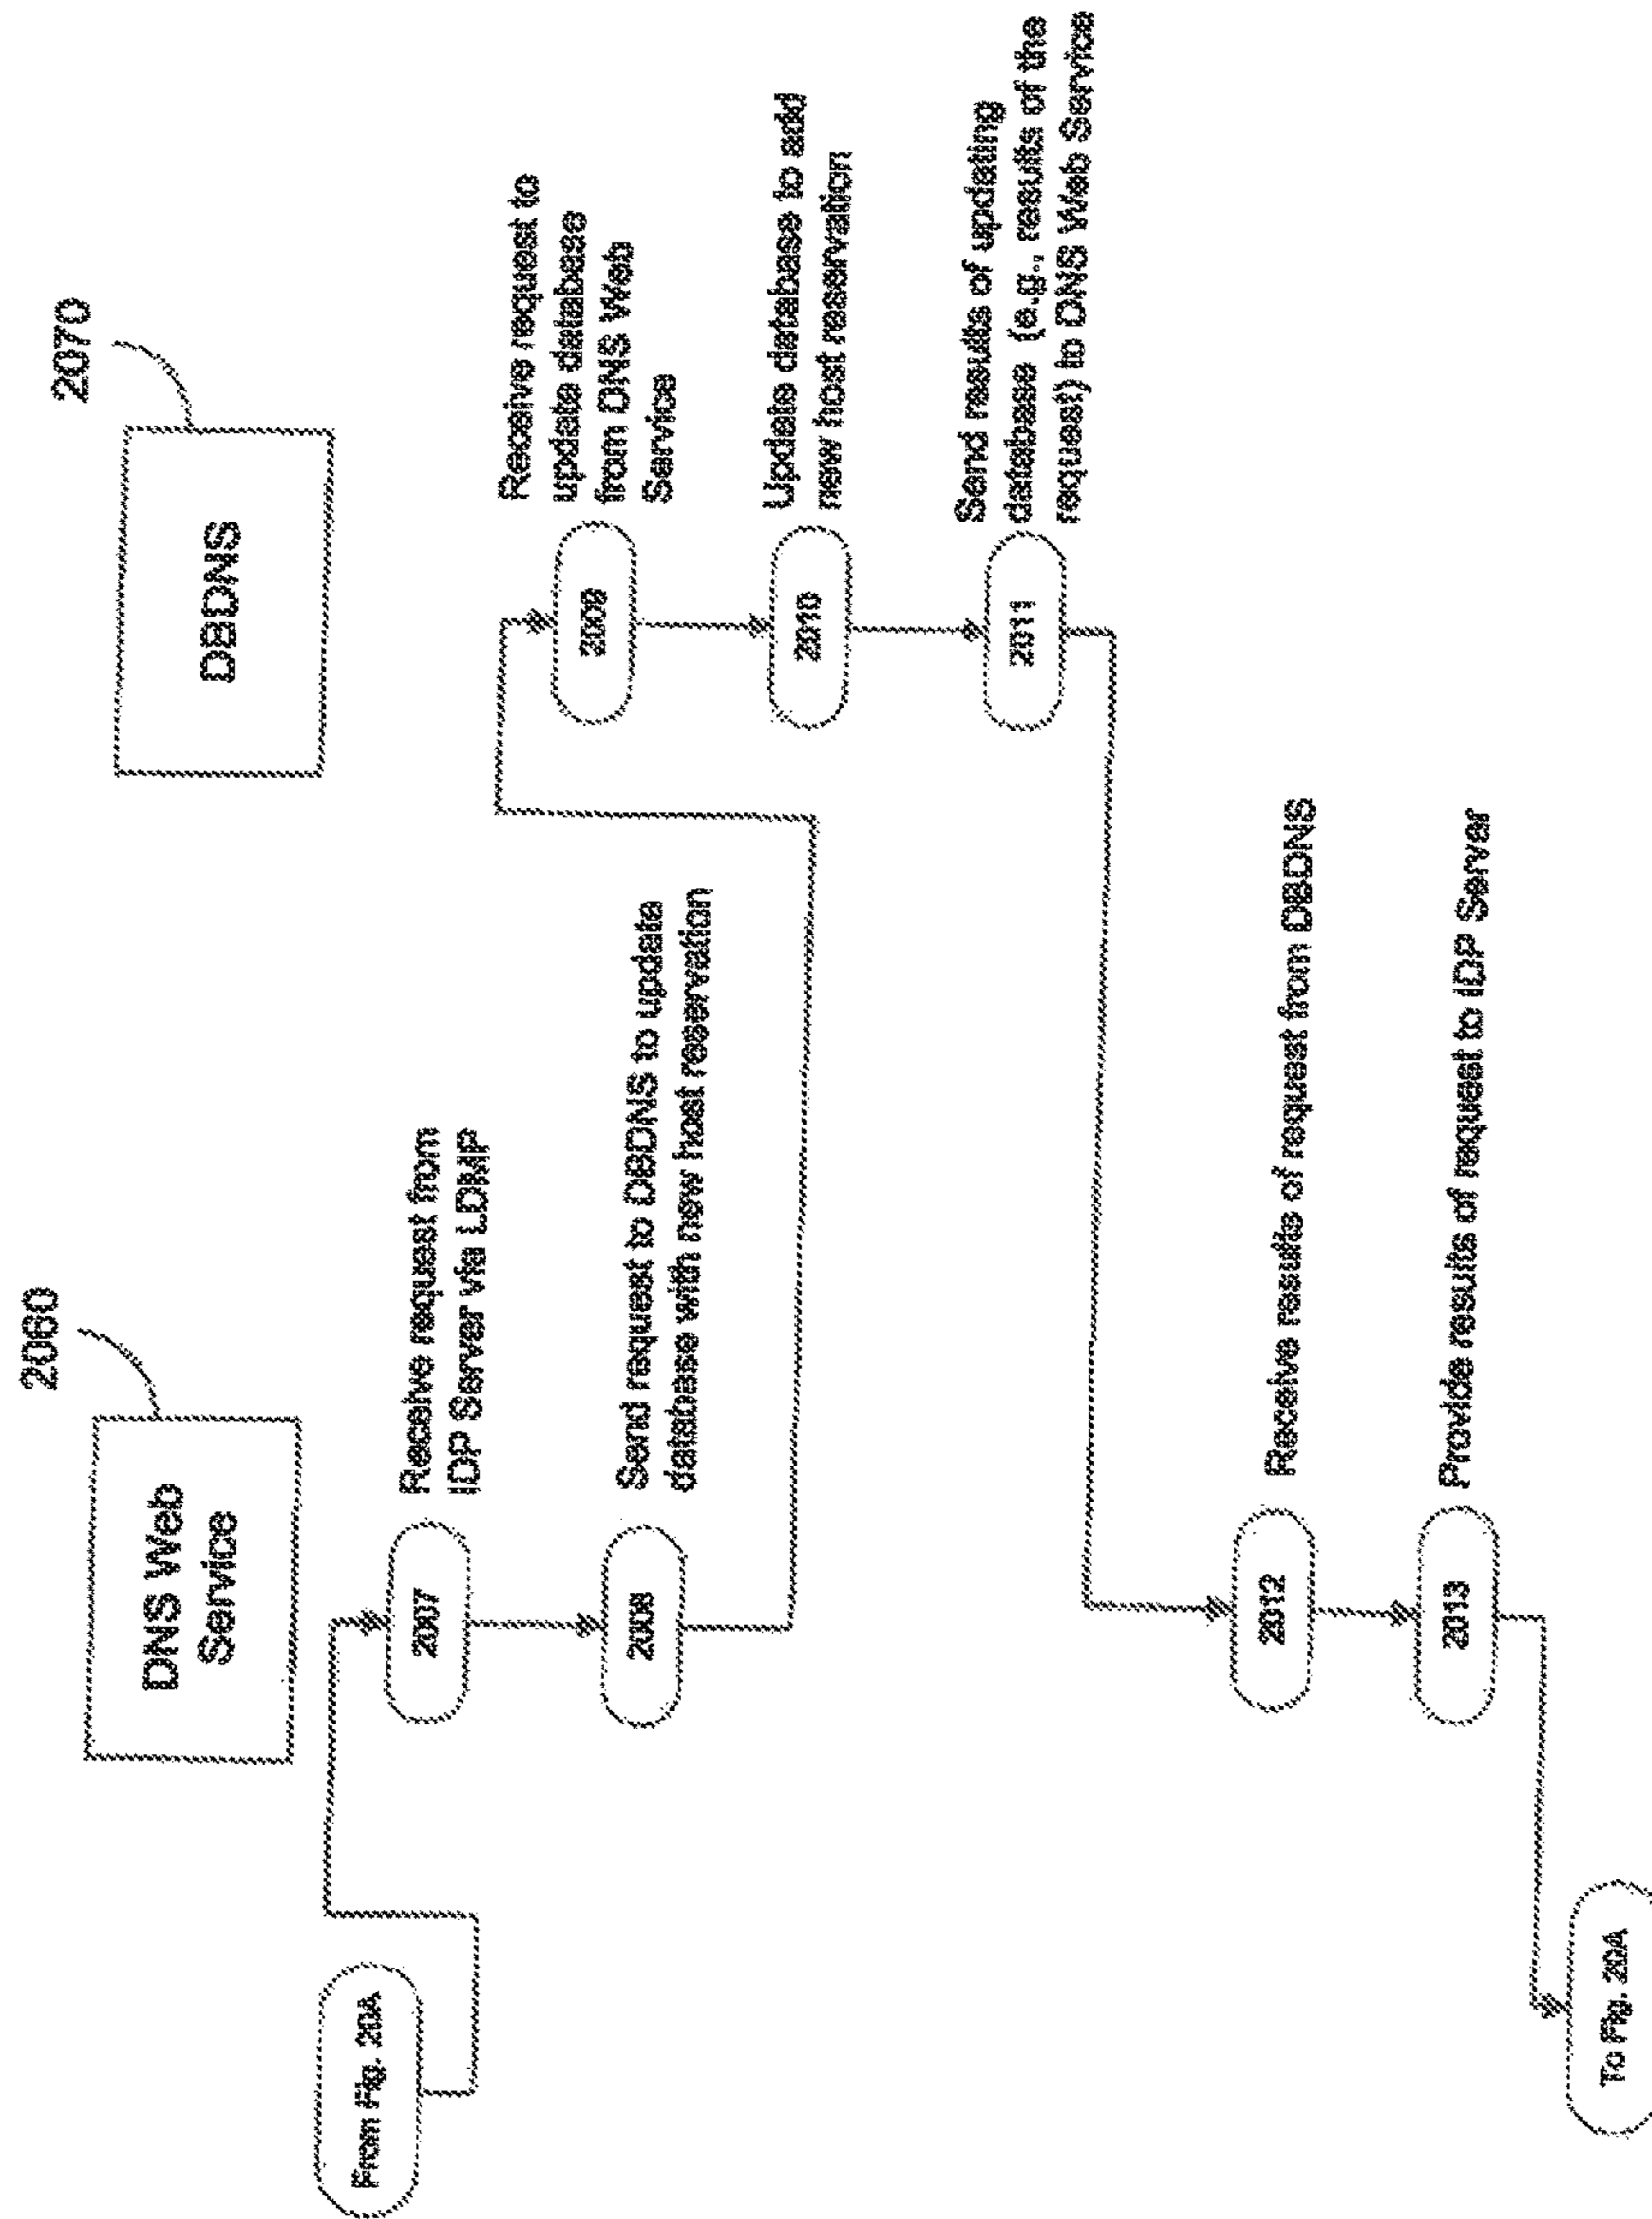 2060
DNS Web
Service
2070
DBDNS
From Fig. 20A
2007
Receive request from
IDP Server via LDMP
2008
Send request to DBDNS to update
database with new host reservation
2009
Receive request to
update database
from DNS Web
Service
2010
Update database to add
new host reservation
2011
Send results of updating
database (e.g., results of the
request) to DNS Web Service
2012
Receive results of request from DBDNS
2013
Provide results of request to IDP Server
To Fig. 20A